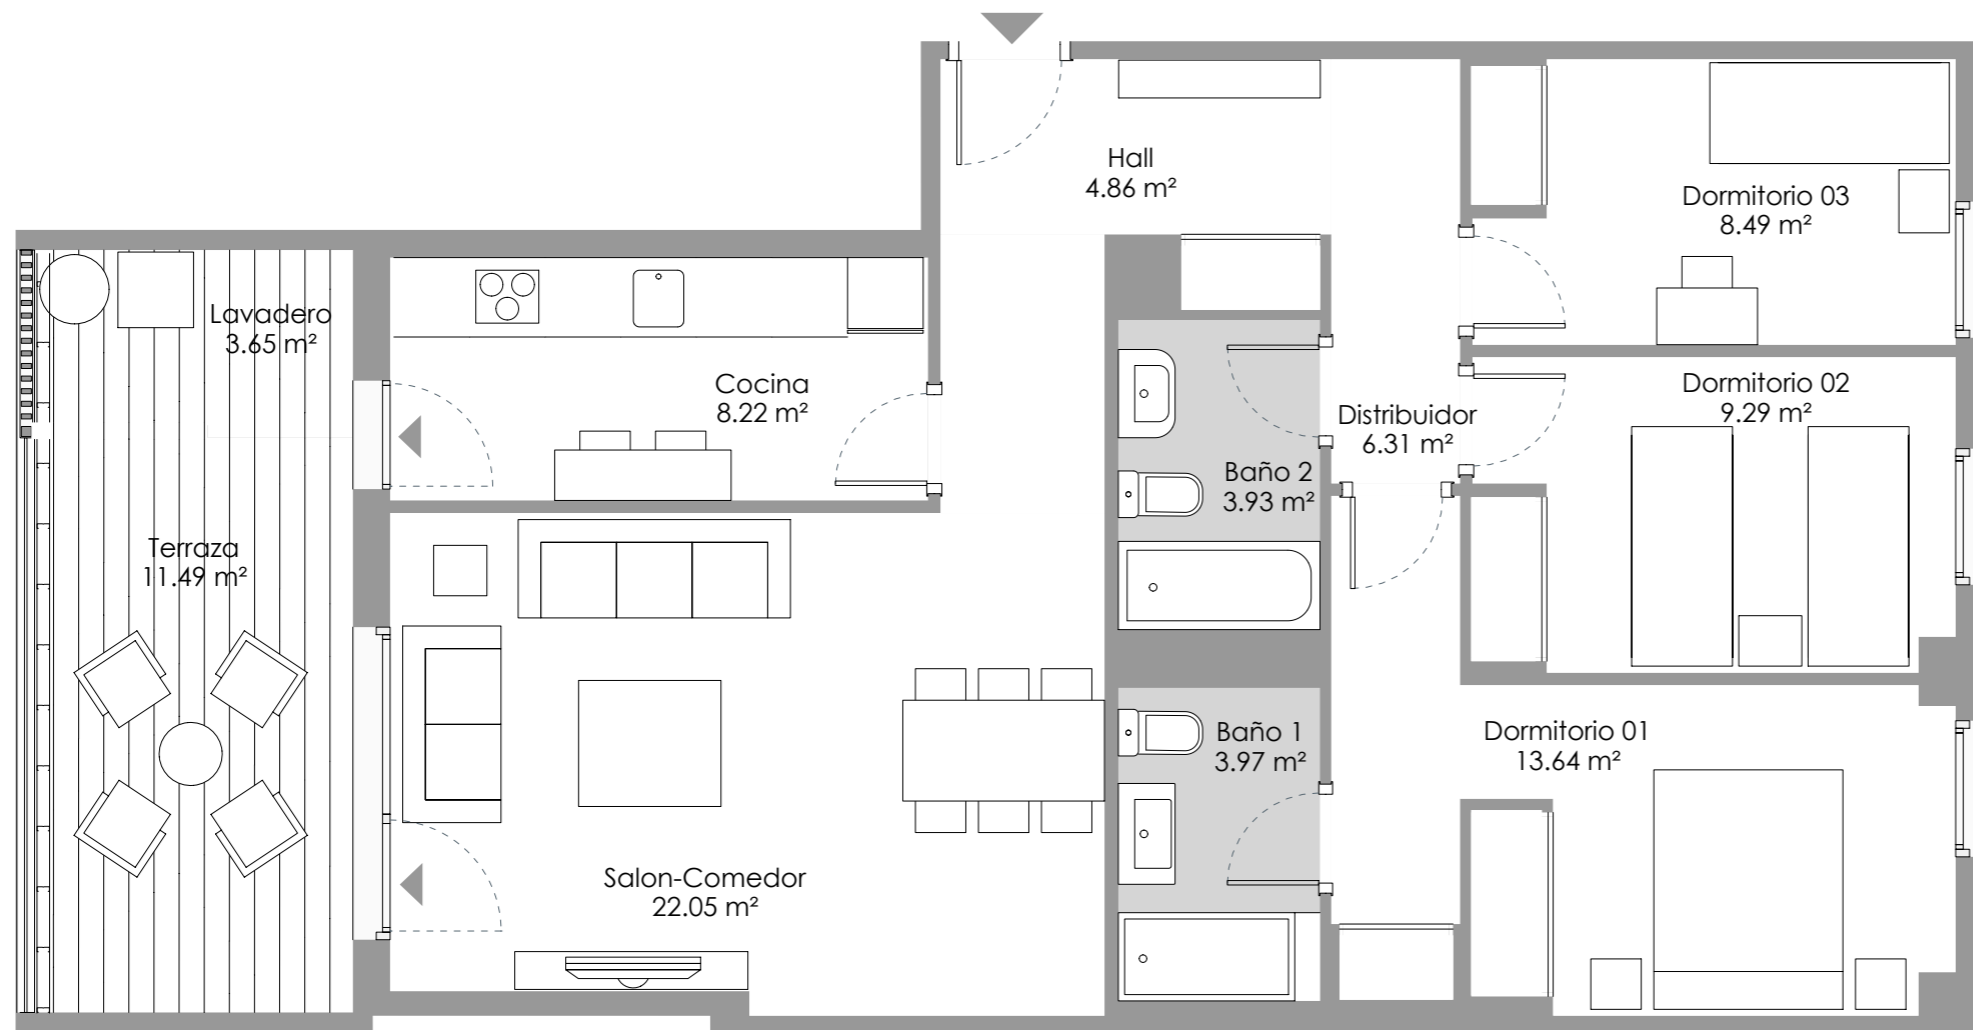 Hall
4.86 m²
Dormitorio 03
8.49 m²
Lavadero
3.65 m²
Cocina
8.22 m²
Dormitorio 02
9.29 m²
Distribuidor
6.31 m²
Baño 2
3.93 m²
Terraza
11.49 m²
Baño 1
3.97 m²
Dormitorio 01
13.64 m²
Salon-Comedor
22.05 m²